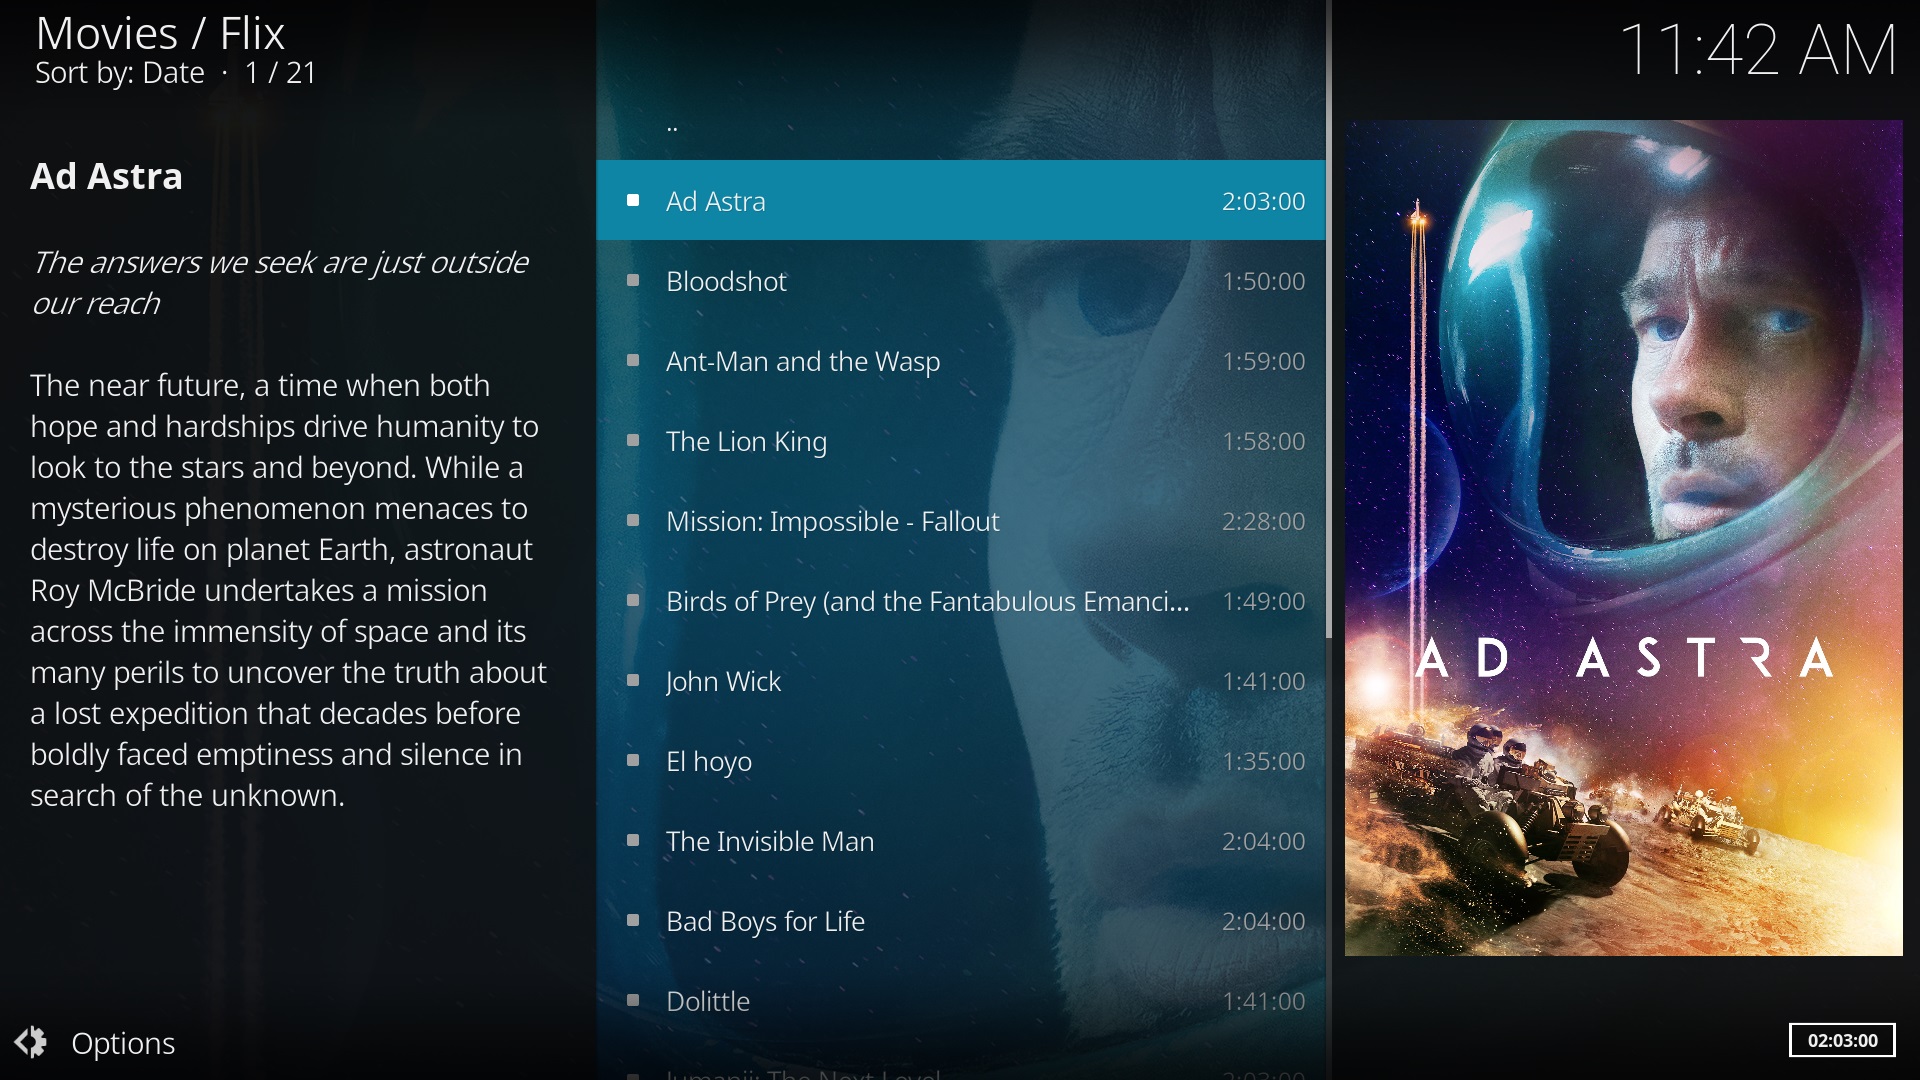 Movies / Flix
Sort by: Date · 1 / 21
11:42 AM
Ad Astra
The answers we seek are just outside
our reach
The near future, a time when both
hope and hardships drive humanity to
look to the stars and beyond. While a
mysterious phenomenon menaces to
destroy life on planet Earth, astronaut
Roy McBride undertakes a mission
across the immensity of space and its
many perils to uncover the truth about
a lost expedition that decades before
boldly faced emptiness and silence in
search of the unknown.
..
Ad Astra 2:03:00
Bloodshot 1:50:00
Ant-Man and the Wasp 1:59:00
The Lion King 1:58:00
Mission: Impossible - Fallout 2:28:00
Birds of Prey (and the Fantabulous Emanci... 1:49:00
John Wick 1:41:00
El hoyo 1:35:00
The Invisible Man 2:04:00
Bad Boys for Life 2:04:00
Dolittle 1:41:00
Jumanji: The Next Level 2:03:00
AD ASTRA
Options
02:03:00